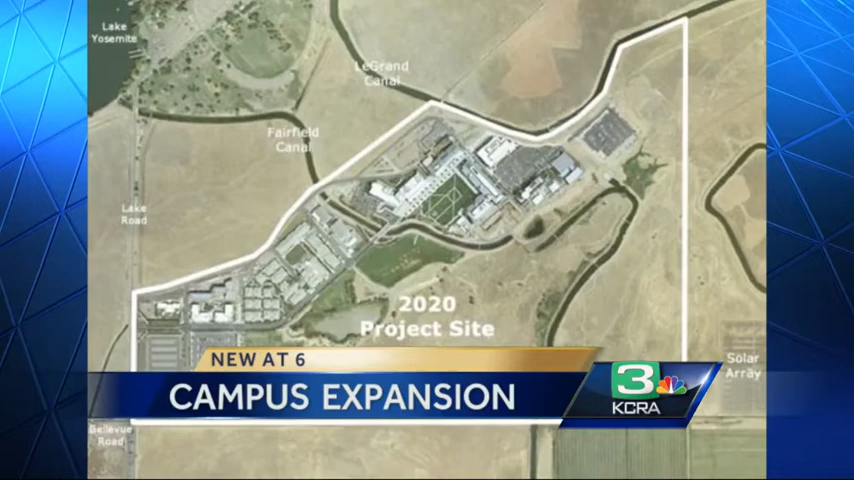 Lake
Yosemite
LeGrand
Canal
Fairfield
Canal
Lake
Road
2020
Project Site
Solar
Array
NEW AT 6
CAMPUS EXPANSION
3
KCRA
Bellevue
Road